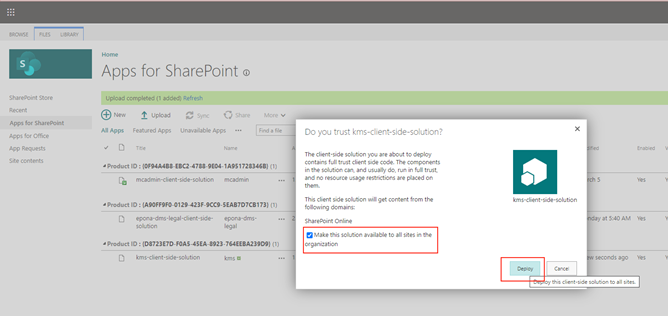 BROWSE FILES LIBRARY
S
Home
Apps for SharePoint
Upload completed (1 added) Refresh
SharePoint Store
Recent
Apps for SharePoint
Apps for Office
App Requests
Site contents
New Upload Sync Share More
All Apps Featured Apps Unavailable Apps ••• Find a file
Title Name Enabled
Product ID : {0F94A4B8-EBC2-4788-9E04-1A951728346B} (1)
mcadmin-client-side-solution mcadmin Yes
Product ID : {A90FF9F0-0129-423F-9CC9-5EAB7D7CB173} (1)
epona-dms-legal-client-side-solution epona-dms-legal at 5:40 AM Yes
Product ID : {D8723E7D-F0A5-45EA-8923-764EEBA239D9} (1)
kms-client-side-solution kms few seconds ago Yes
Do you trust kms-client-side-solution?
The client-side solution you are about to deploy
contains full trust client side code. The components
in the solution can, and usually do, run in full trust,
and no resource usage restrictions are placed on
them.
This client side solution will get content from the
following domains:
SharePoint Online
Make this solution available to all sites in the
organization
kms-client-side-solution
Deploy Cancel
Deploy this client-side solution to all sites.